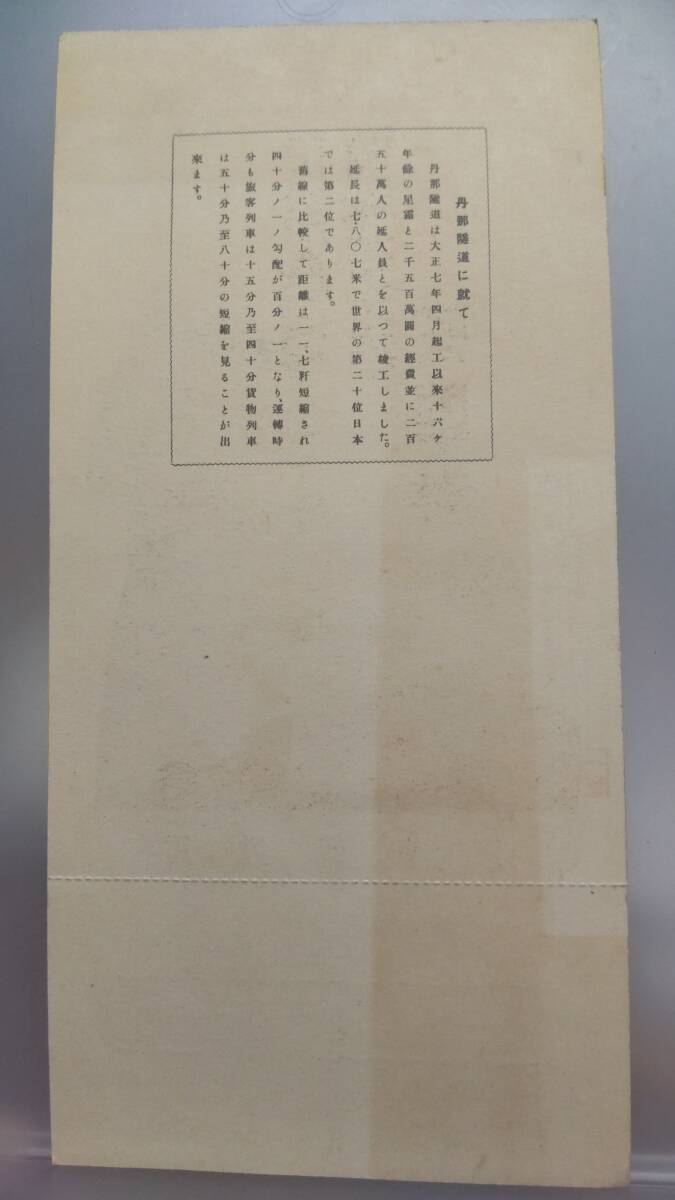 丹那隧道に就て
丹那隧道は大正七年四月起工以來十六ヶ
年餘の星霜と二千五百萬圓の經費並に二百
五十萬人の延人員とを以つて竣工しました。
延長は七・八〇七米で世界の第二十位日本
では第二位であります。
舊線に比較して距離は一一、七粁短縮され
四十分ノ一ノ勾配が百分ノ一となり、運轉時
分も旅客列車は十五分乃至四十分貨物列車
は五十分乃至八十分の短縮を見ることが出
來ます。